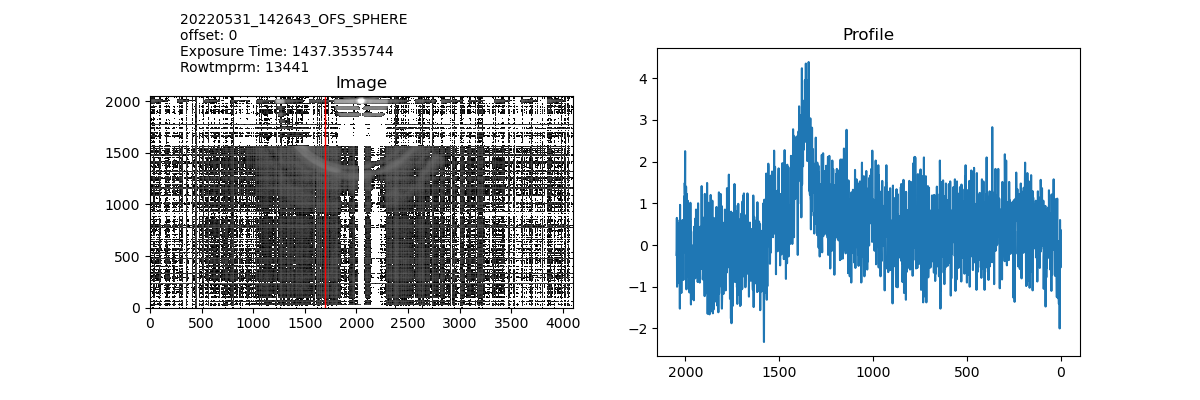 20220531_142643_OFS_SPHERE
offset: 0
Exposure Time: 1437.3535744
Rowtmprm: 13441
Image
2000
1500
1000
500
0
0 500 1000 1500 2000 2500 3000 3500 4000
Profile
4
3
2
1
0
−1
−2
2000 1500 1000 500 0